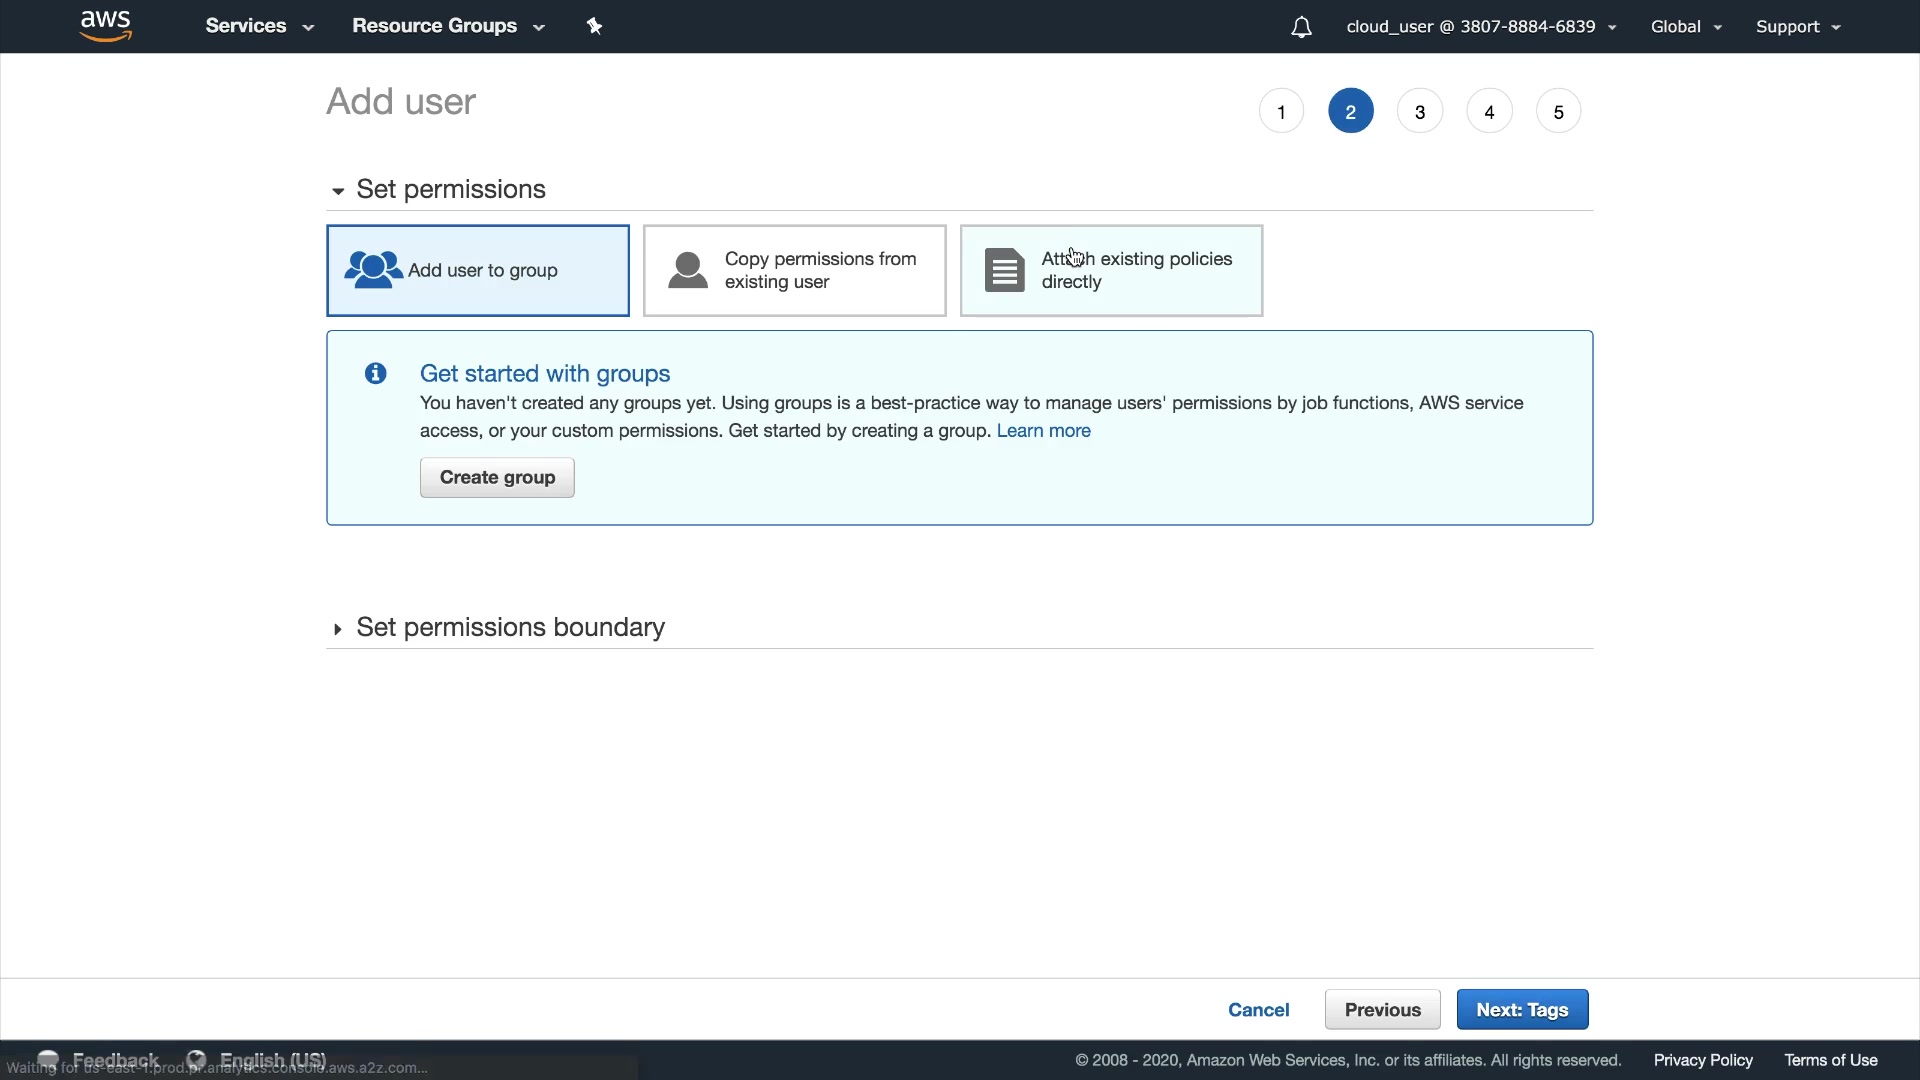 aws Services Resource Groups cloud_user @ 3807-8884-6839 Global Support
Add user
1 2 3 4 5
Set permissions
Add user to group
Copy permissions from
existing user
Attach existing policies
directly
Get started with groups
You haven't created any groups yet. Using groups is a best-practice way to manage users' permissions by job functions, AWS service
access, or your custom permissions. Get started by creating a group. Learn more
Create group
Set permissions boundary
Cancel Previous Next: Tags
Feedback English (US) © 2008 - 2020, Amazon Web Services, Inc. or its affiliates. All rights reserved. Privacy Policy Terms of Use
Waiting for us-east-1.prod.pr.analytics.console.aws.a2z.com...